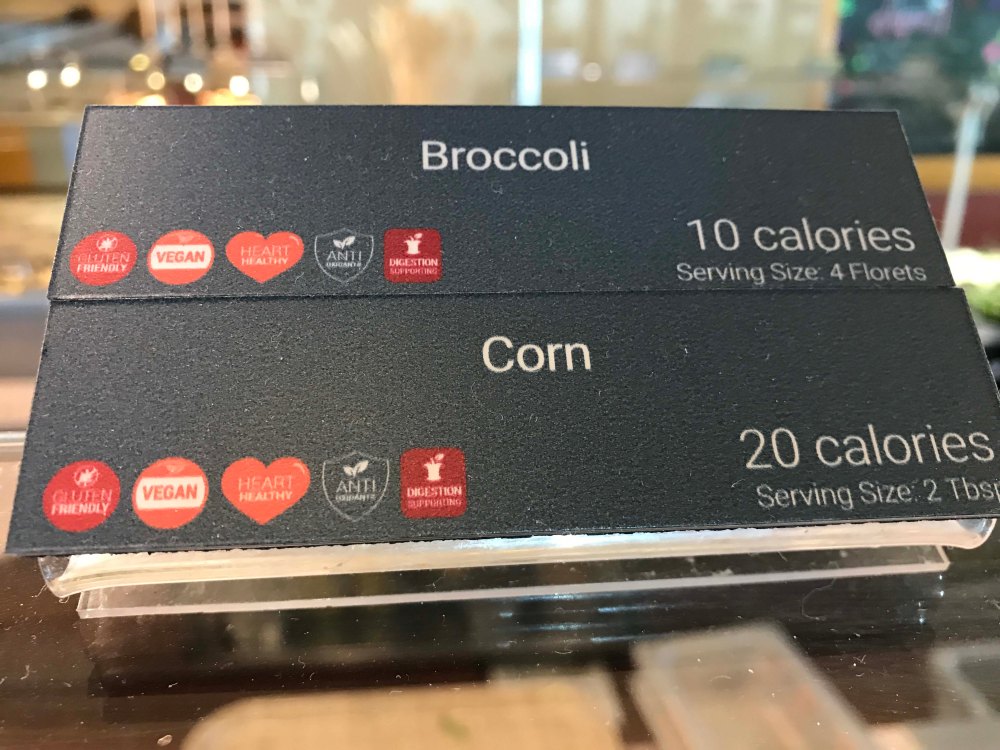 Broccoli
GLUTEN
FRIENDLY
VEGAN
HEART
HEALTHY
ANTI
OXIDANTS
DIGESTION
SUPPORTING
10 calories
Serving Size: 4 Florets
Corn
GLUTEN
FRIENDLY
VEGAN
HEART
HEALTHY
ANTI
OXIDANTS
DIGESTION
SUPPORTING
20 calories
Serving Size: 2 Tbsp